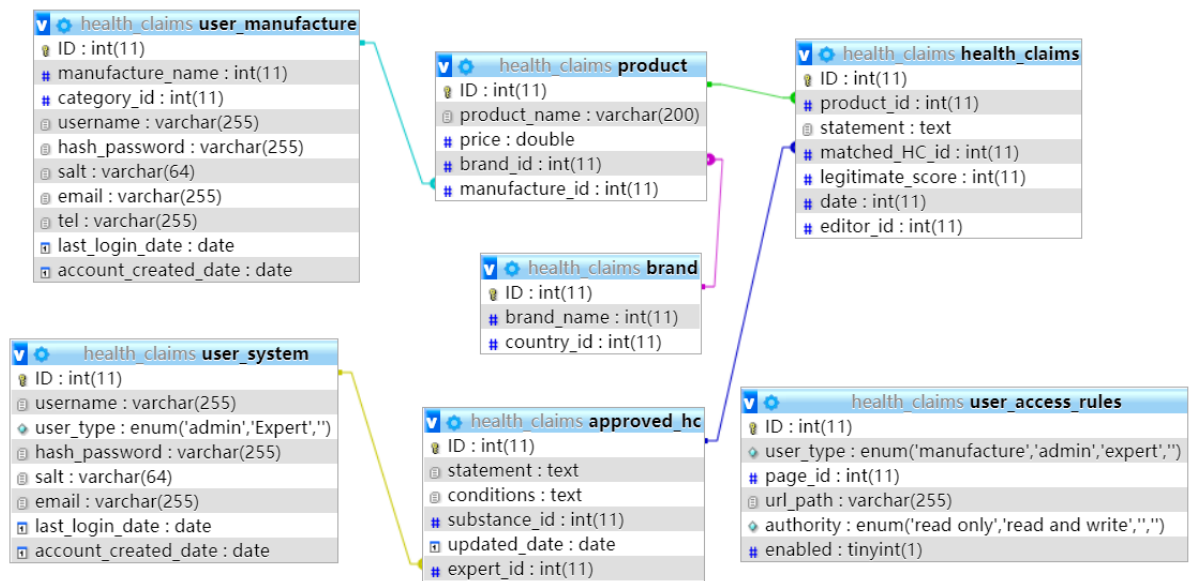 health_claims user_manufacture
ID : int(11)
manufacture_name : int(11)
category_id : int(11)
username : varchar(255)
hash_password : varchar(255)
salt : varchar(64)
email : varchar(255)
tel : varchar(255)
last_login_date : date
account_created_date : date
health_claims product
ID : int(11)
product_name : varchar(200)
price : double
brand_id : int(11)
manufacture_id : int(11)
health_claims health_claims
ID : int(11)
product_id : int(11)
statement : text
matched_HC_id : int(11)
legitimate_score : int(11)
date : int(11)
editor_id : int(11)
health_claims brand
ID : int(11)
brand_name : int(11)
country_id : int(11)
health_claims user_system
ID : int(11)
username : varchar(255)
user_type : enum('admin','Expert','')
hash_password : varchar(255)
salt : varchar(64)
email : varchar(255)
last_login_date : date
account_created_date : date
health_claims approved_hc
ID : int(11)
statement : text
conditions : text
substance_id : int(11)
updated_date : date
expert_id : int(11)
health_claims user_access_rules
ID : int(11)
user_type : enum('manufacture','admin','expert','')
page_id : int(11)
url_path : varchar(255)
authority : enum('read only','read and write','','')
enabled : tinyint(1)